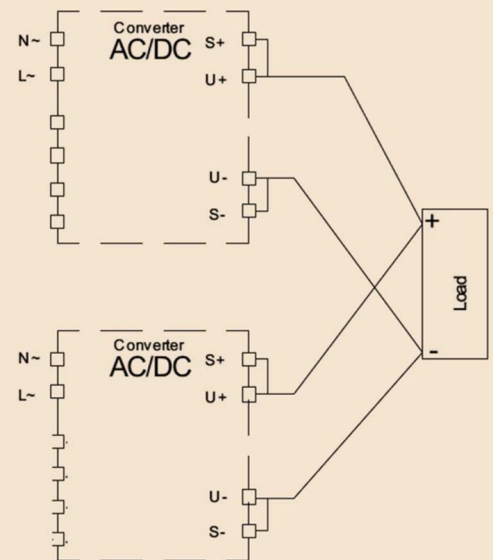 Converter
AC/DC
N~
L~
S+
U+
U-
S-
+
Load
-
Converter
AC/DC
N~
L~
S+
U+
U-
S-